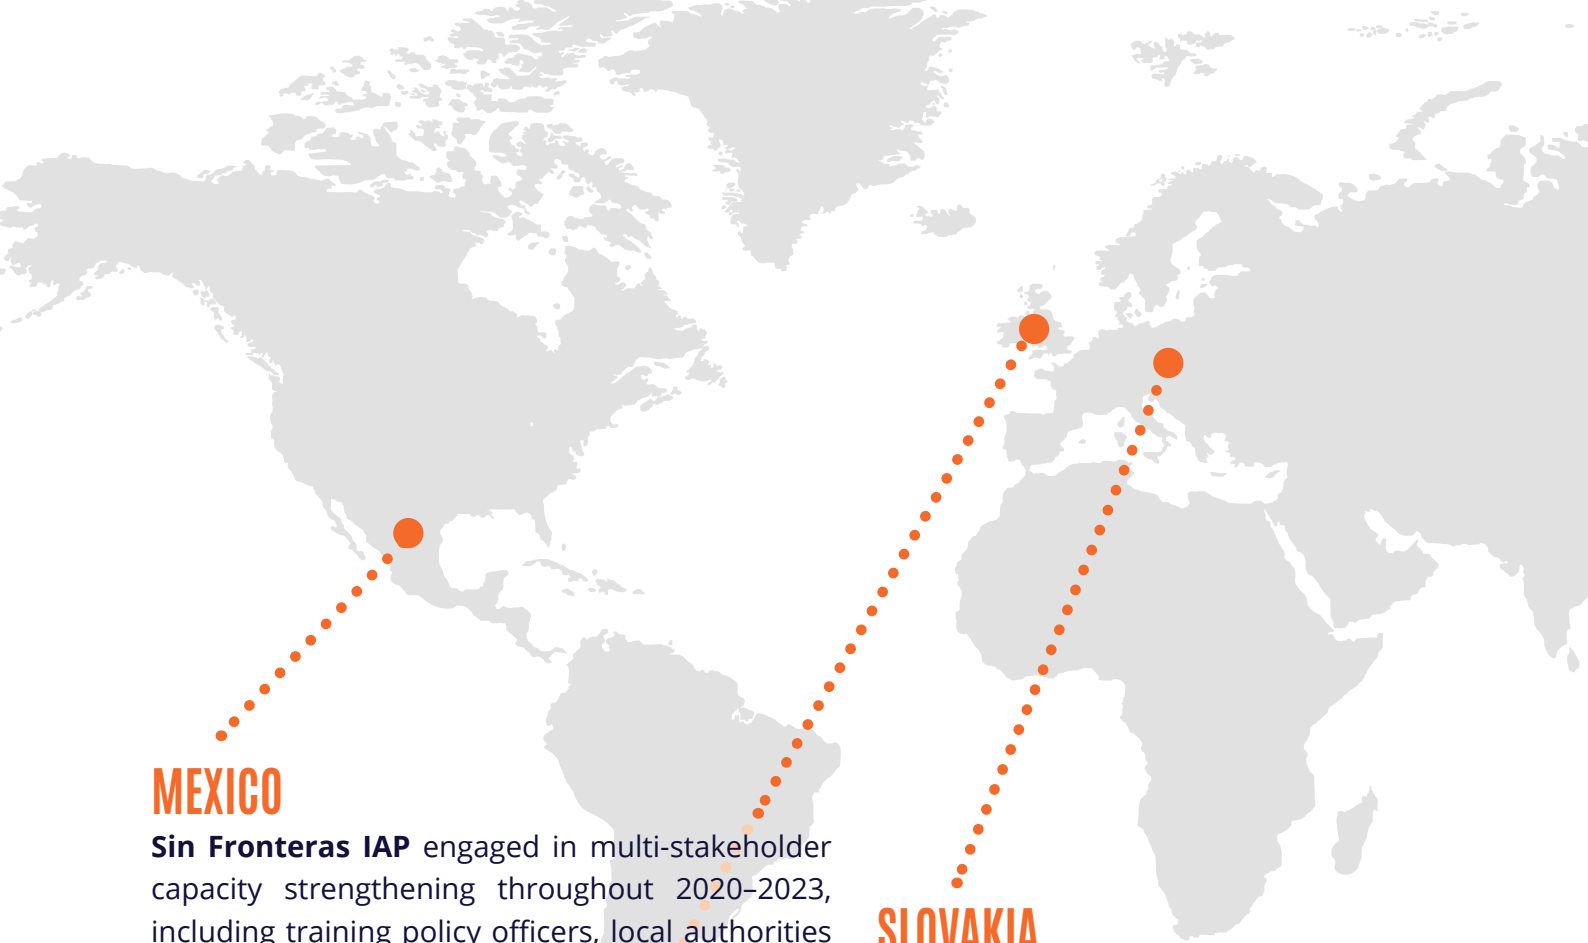 MEXICO
Sin Fronteras IAP engaged in multi-stakeholder
capacity strengthening throughout 2020–2023,
including training policy officers, local authorities
SLOVAKIA